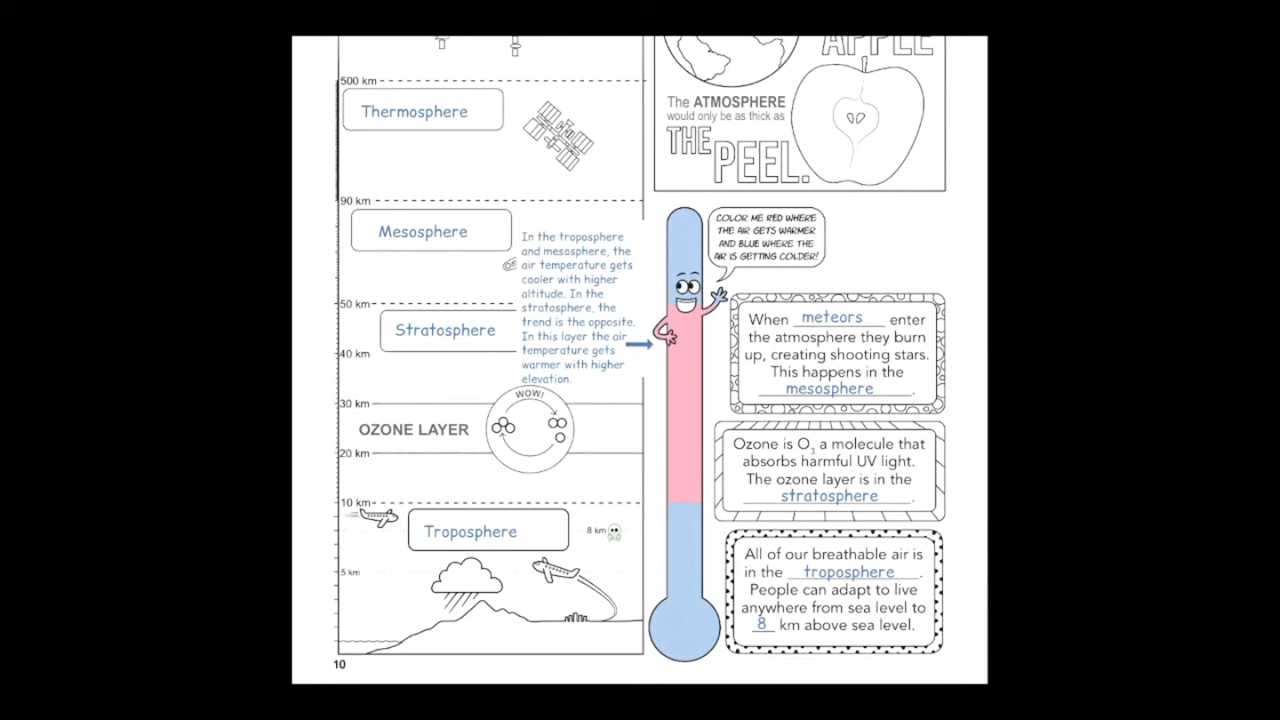 500 km
Thermosphere
90 km
Mesosphere
50 km
Stratosphere
40 km
30 km
OZONE LAYER
WOW!
20 km
10 km
Troposphere
8 km
5 km
10
In the troposphere
and mesosphere, the
air temperature gets
cooler with higher
altitude. In the
stratosphere, the
trend is the opposite.
In this layer the air
temperature gets
warmer with higher
elevation.
APPLE
The ATMOSPHERE
would only be as thick as
THE
PEEL.
COLOR ME RED WHERE
THE AIR GETS WARMER
AND BLUE WHERE THE
AIR IS GETTING COLDER!
When meteors enter
the atmosphere they burn
up, creating shooting stars.
This happens in the
mesosphere.
Ozone is O₃ a molecule that
absorbs harmful UV light.
The ozone layer is in the
stratosphere.
All of our breathable air is
in the troposphere.
People can adapt to live
anywhere from sea level to
8 km above sea level.